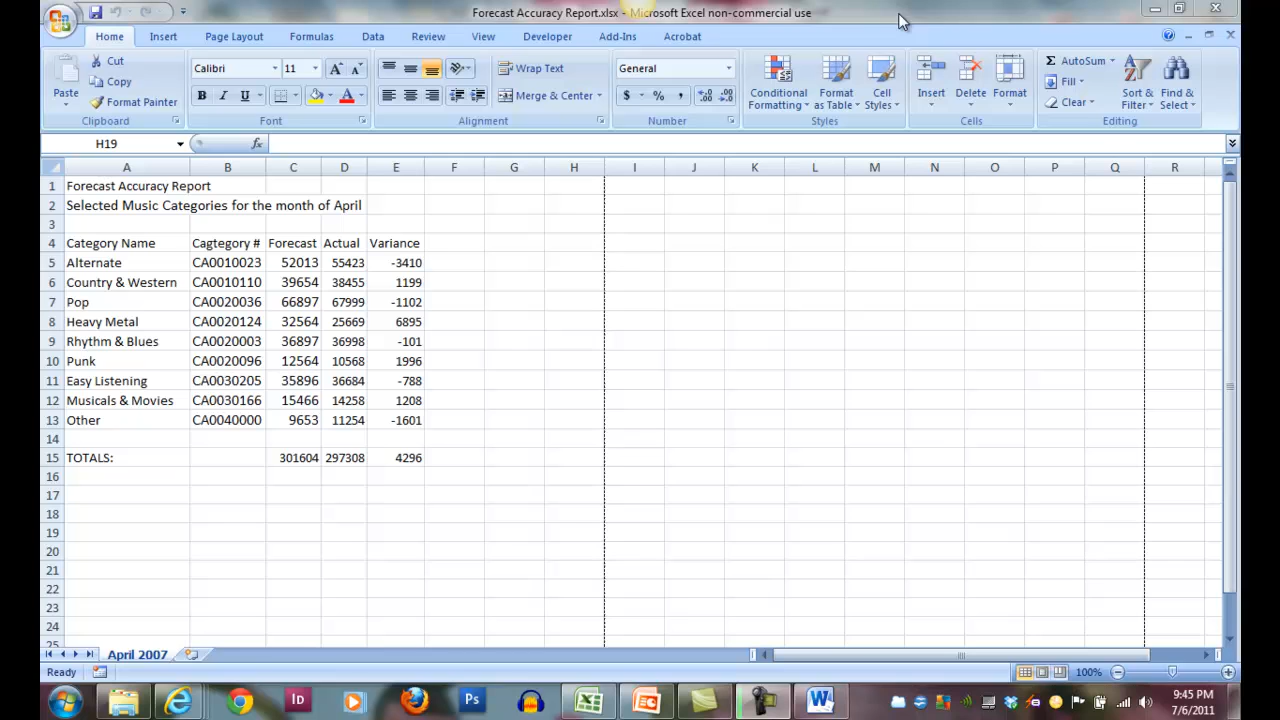 Forecast Accuracy Report.xlsx - Microsoft Excel non-commercial use
Home Insert Page Layout Formulas Data Review View Developer Add-Ins Acrobat
Paste
Cut
Copy
Format Painter
Clipboard
Calibri 11
B I U
Font
Wrap Text
Merge & Center
Alignment
General
$ % ,
Number
Conditional Formatting
Format as Table
Cell Styles
Styles
Insert Delete Format
Cells
AutoSum
Fill
Clear
Sort & Filter
Find & Select
Editing
H19 fx
A B C D E F G H I J K L M N O P Q R
1 Forecast Accuracy Report
2 Selected Music Categories for the month of April
3
4 Category Name Cagtegory # Forecast Actual Variance
5 Alternate CA0010023 52013 55423 -3410
6 Country & Western CA0010110 39654 38455 1199
7 Pop CA0020036 66897 67999 -1102
8 Heavy Metal CA0020124 32564 25669 6895
9 Rhythm & Blues CA0020003 36897 36998 -101
10 Punk CA0020096 12564 10568 1996
11 Easy Listening CA0030205 35896 36684 -788
12 Musicals & Movies CA0030166 15466 14258 1208
13 Other CA0040000 9653 11254 -1601
14
15 TOTALS: 301604 297308 4296
16
17
18
19
20
21
22
23
24
25
April 2007
Ready 100%
Id Ps
9:45 PM
7/6/2011